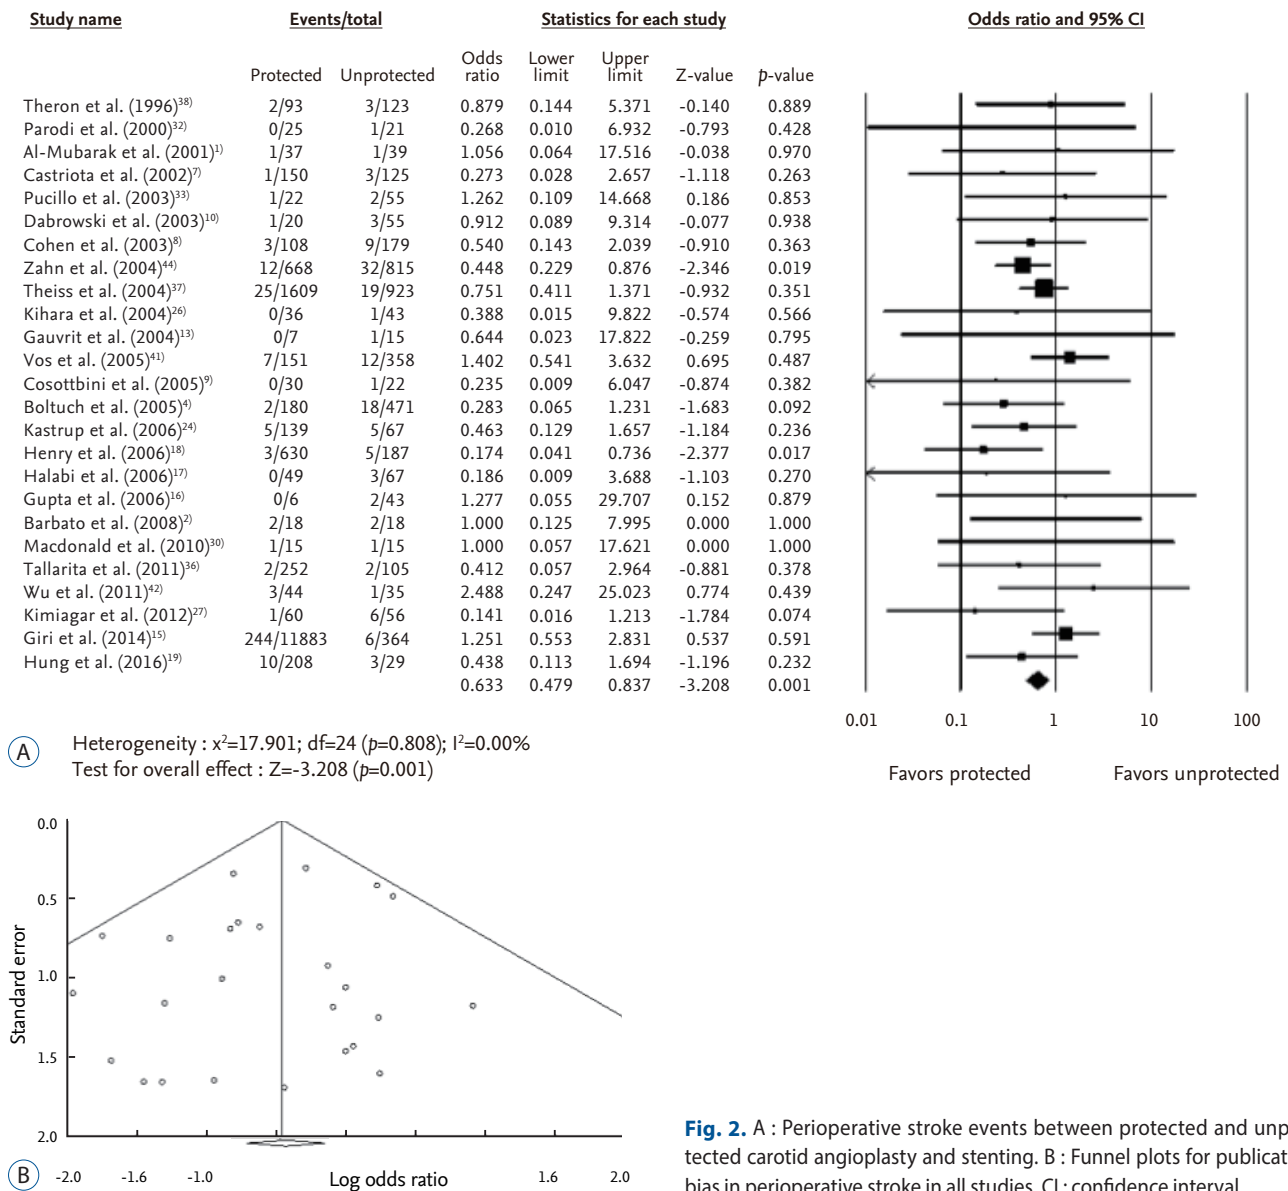 Study name Events/total Statistics for each study Odds ratio and 95% CI
Protected Unprotected Odds ratio Lower limit Upper limit Z-value p-value
Theron et al. (1996)38) 2/93 3/123 0.879 0.144 5.371 -0.140 0.889
Parodi et al. (2000)32) 0/25 1/21 0.268 0.010 6.932 -0.793 0.428
Al-Mubarak et al. (2001)1) 1/37 1/39 1.056 0.064 17.516 -0.038 0.970
Castriota et al. (2002)7) 1/150 3/125 0.273 0.028 2.657 -1.118 0.263
Pucillo et al. (2003)33) 1/22 2/55 1.262 0.109 14.668 0.186 0.853
Dabrowski et al. (2003)10) 1/20 3/55 0.912 0.089 9.314 -0.077 0.938
Cohen et al. (2003)8) 3/108 9/179 0.540 0.143 2.039 -0.910 0.363
Zahn et al. (2004)44) 12/668 32/815 0.448 0.229 0.876 -2.346 0.019
Theiss et al. (2004)37) 25/1609 19/923 0.751 0.411 1.371 -0.932 0.351
Kihara et al. (2004)26) 0/36 1/43 0.388 0.015 9.822 -0.574 0.566
Gauvrit et al. (2004)13) 0/7 1/15 0.644 0.023 17.822 -0.259 0.795
Vos et al. (2005)41) 7/151 12/358 1.402 0.541 3.632 0.695 0.487
Cosottbini et al. (2005)9) 0/30 1/22 0.235 0.009 6.047 -0.874 0.382
Boltuch et al. (2005)4) 2/180 18/471 0.283 0.065 1.231 -1.683 0.092
Kastrup et al. (2006)24) 5/139 5/67 0.463 0.129 1.657 -1.184 0.236
Henry et al. (2006)18) 3/630 5/187 0.174 0.041 0.736 -2.377 0.017
Halabi et al. (2006)17) 0/49 3/67 0.186 0.009 3.688 -1.103 0.270
Gupta et al. (2006)16) 0/6 2/43 1.277 0.055 29.707 0.152 0.879
Barbato et al. (2008)2) 2/18 2/18 1.000 0.125 7.995 0.000 1.000
Macdonald et al. (2010)30) 1/15 1/15 1.000 0.057 17.621 0.000 1.000
Tallarita et al. (2011)36) 2/252 2/105 0.412 0.057 2.964 -0.881 0.378
Wu et al. (2011)42) 3/44 1/35 2.488 0.247 25.023 0.774 0.439
Kimiagar et al. (2012)27) 1/60 6/56 0.141 0.016 1.213 -1.784 0.074
Giri et al. (2014)15) 244/11883 6/364 1.251 0.553 2.831 0.537 0.591
Hung et al. (2016)19) 10/208 3/29 0.438 0.113 1.694 -1.196 0.232
0.633 0.479 0.837 -3.208 0.001
0.01 0.1 1 10 100
Favors protected Favors unprotected
A Heterogeneity : x²=17.901; df=24 (p=0.808); I²=0.00%
Test for overall effect : Z=-3.208 (p=0.001)
0.0
0.5
1.0
1.5
2.0
Standard error
B -2.0 -1.6 -1.0 Log odds ratio 1.6 2.0
Fig. 2. A : Perioperative stroke events between protected and unp
tected carotid angioplasty and stenting. B : Funnel plots for publicat
bias in perioperative stroke in all studies. CI : confidence interval.